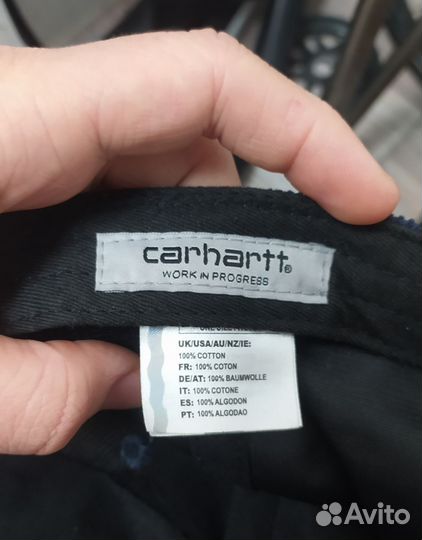 carhartt®
WORK IN PROGRESS
UK/USA/AU/NZ/IE:
100% COTTON
FR: 100% COTON
DE/AT: 100% BAUMWOLLE
IT: 100% COTONE
ES: 100% ALGODON
PT: 100% ALGODAO
Avito